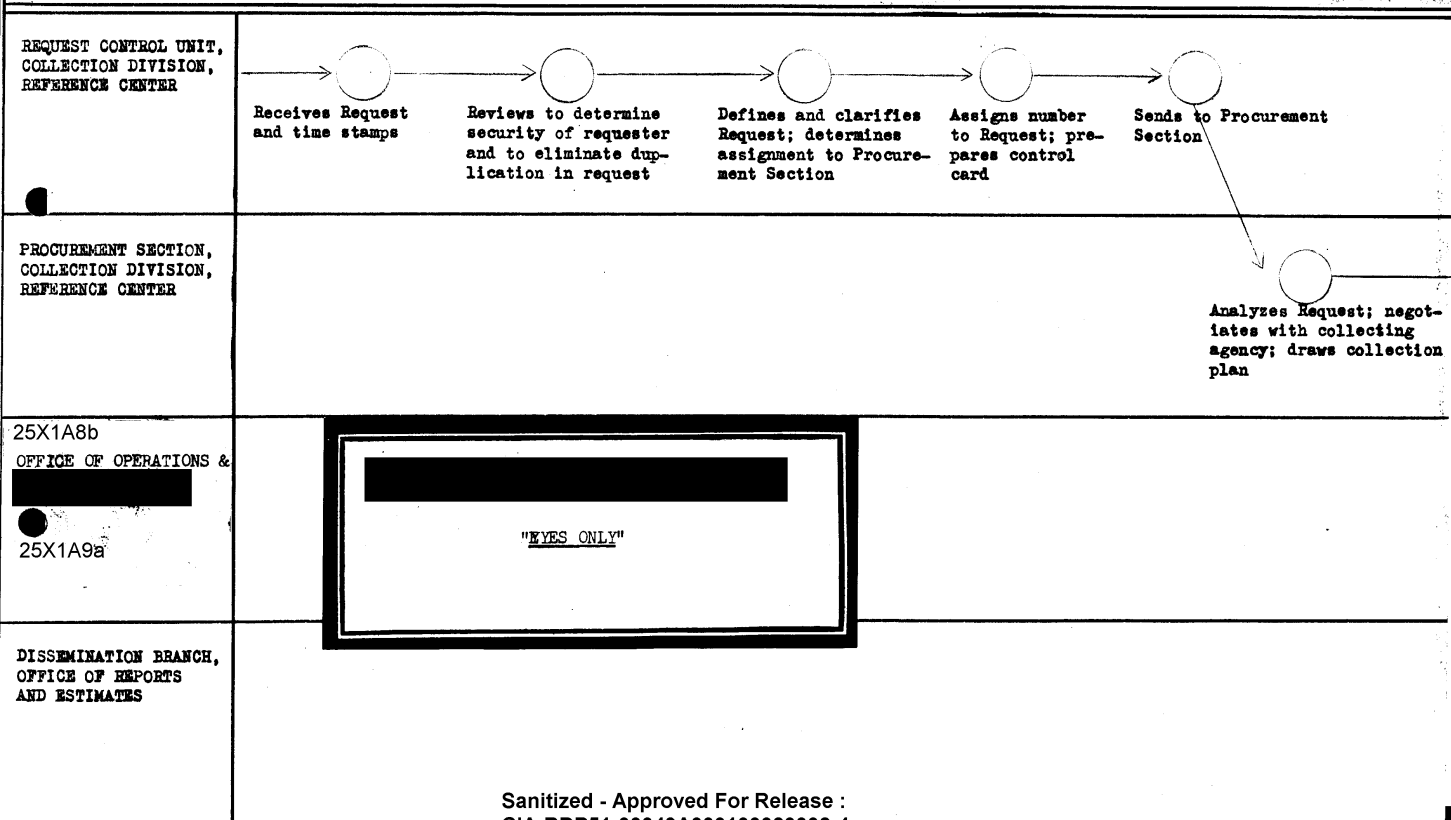 REQUEST CONTROL UNIT,
COLLECTION DIVISION,
REFERENCE CENTER
Receives Request
and time stamps
Reviews to determine
security of requester
and to eliminate dup-
lication in request
Defines and clarifies
Request; determines
assignment to Procure-
ment Section
Assigns number
to Request; pre-
pares control
card
Sends to Procurement
Section
PROCUREMENT SECTION,
COLLECTION DIVISION,
REFERENCE CENTER
Analyzes Request; negot-
iates with collecting
agency; draws collection
plan
25X1A8b
OFFICE OF OPERATIONS &
25X1A9a
"EYES ONLY"
DISSEMINATION BRANCH,
OFFICE OF REPORTS
AND ESTIMATES
Sanitized - Approved For Release :